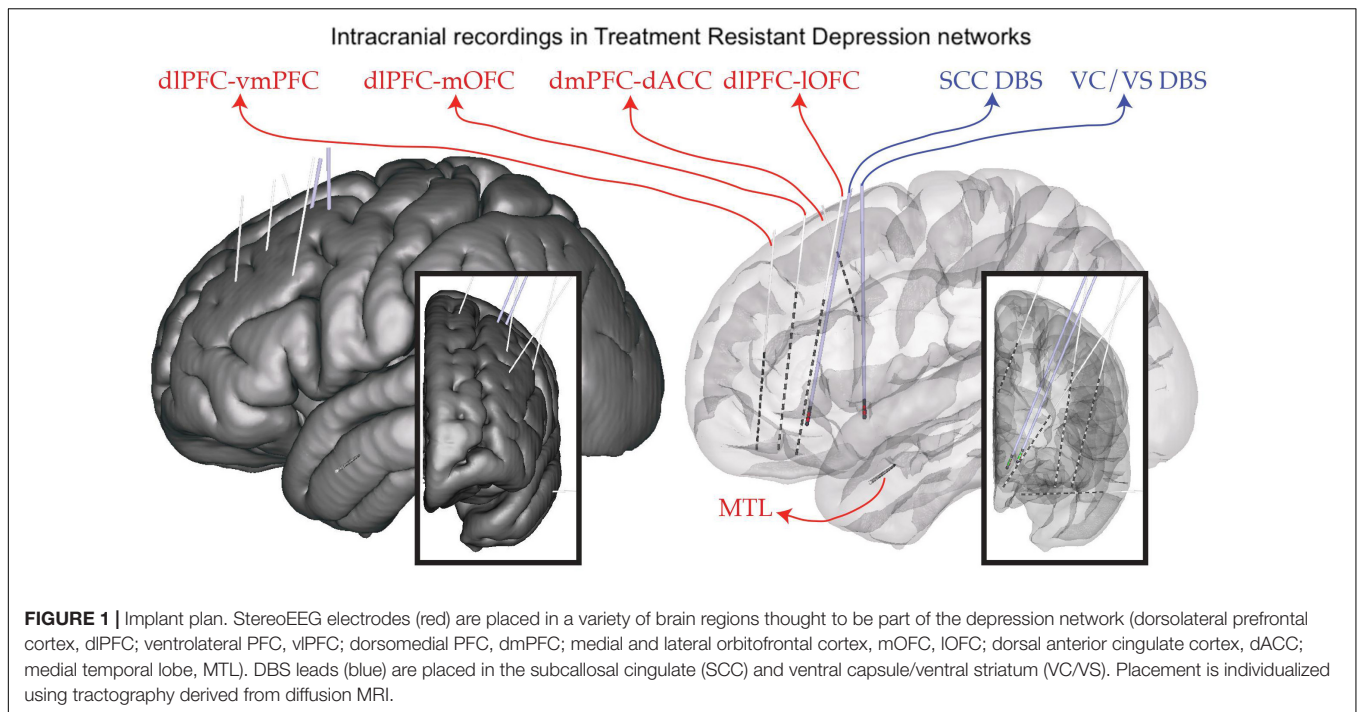 Intracranial recordings in Treatment Resistant Depression networks
dlPFC-vmPFC dlPFC-mOFC dmPFC-dACC dlPFC-lOFC SCC DBS VC/VS DBS
MTL
FIGURE 1 | Implant plan. StereoEEG electrodes (red) are placed in a variety of brain regions thought to be part of the depression network (dorsolateral prefrontal
cortex, dlPFC; ventrolateral PFC, vlPFC; dorsomedial PFC, dmPFC; medial and lateral orbitofrontal cortex, mOFC, lOFC; dorsal anterior cingulate cortex, dACC;
medial temporal lobe, MTL). DBS leads (blue) are placed in the subcallosal cingulate (SCC) and ventral capsule/ventral striatum (VC/VS). Placement is individualized
using tractography derived from diffusion MRI.